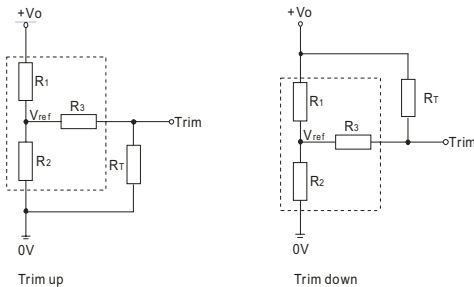 +Vo
R1
Vref
R3
Trim
R2
RT
0V
Trim up
+Vo
R1
RT
Vref
R3
Trim
R2
0V
Trim down